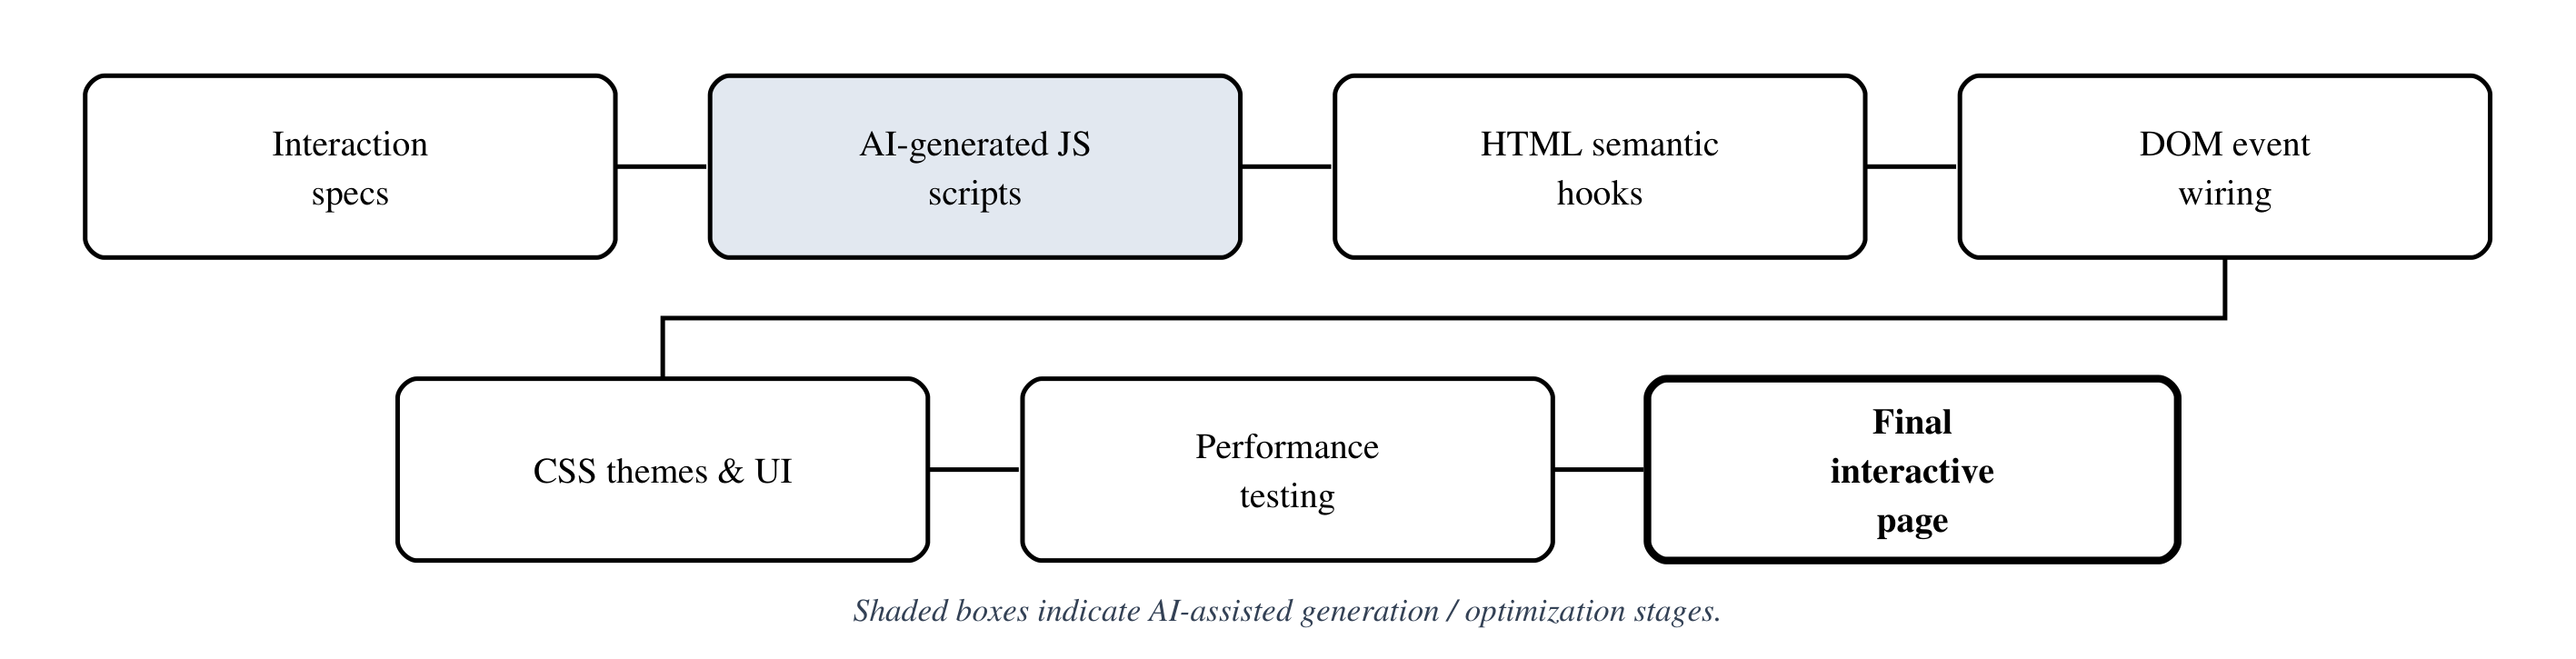 Interaction
specs
AI-generated JS
scripts
HTML semantic
hooks
DOM event
wiring
CSS themes & UI
Performance
testing
Final
interactive
page
Shaded boxes indicate AI-assisted generation / optimization stages.